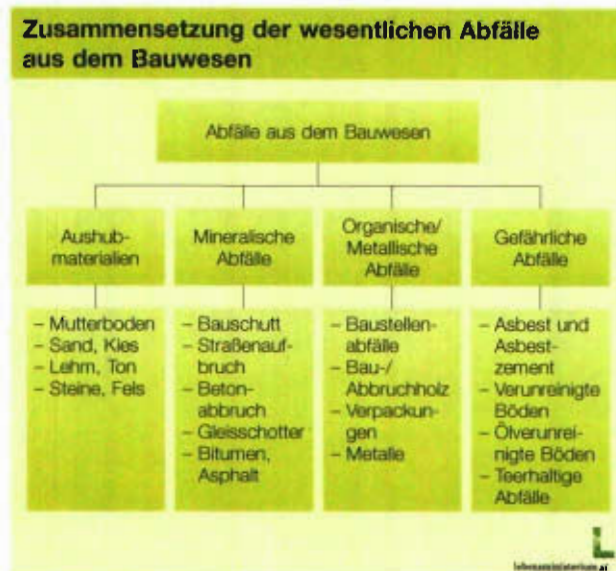 Zusammensetzung der wesentlichen Abfälle
aus dem Bauwesen
Abfälle aus dem Bauwesen
Aushub-
materialien
– Mutterboden
– Sand, Kies
– Lehm, Ton
– Steine, Fels
Mineralische
Abfälle
– Bauschutt
– Straßenauf-
bruch
– Beton-
abbruch
– Gleisschotter
– Bitumen,
Asphalt
Organische/
Metallische
Abfälle
– Baustellen-
abfälle
– Bau-/
Abbruchholz
– Verpackun-
gen
– Metalle
Gefährliche
Abfälle
– Asbest und
Asbest-
zement
– Verunreinigte
Böden
– Ölverunrei-
nigte Böden
– Teerhaltige
Abfälle
L